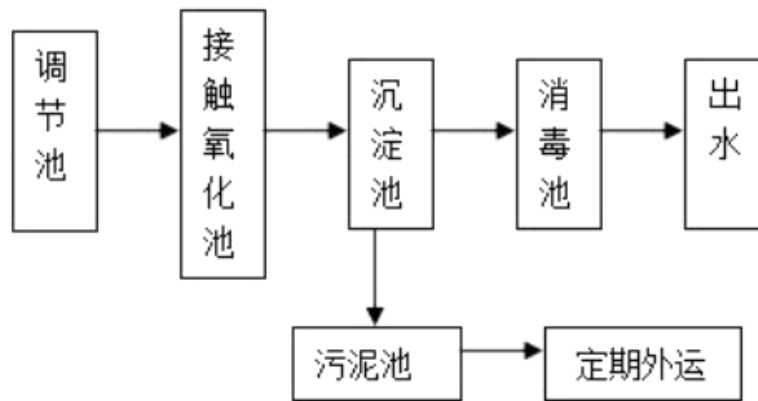 调节池
接触氧化池
沉淀池
消毒池
出水
污泥池
定期外运